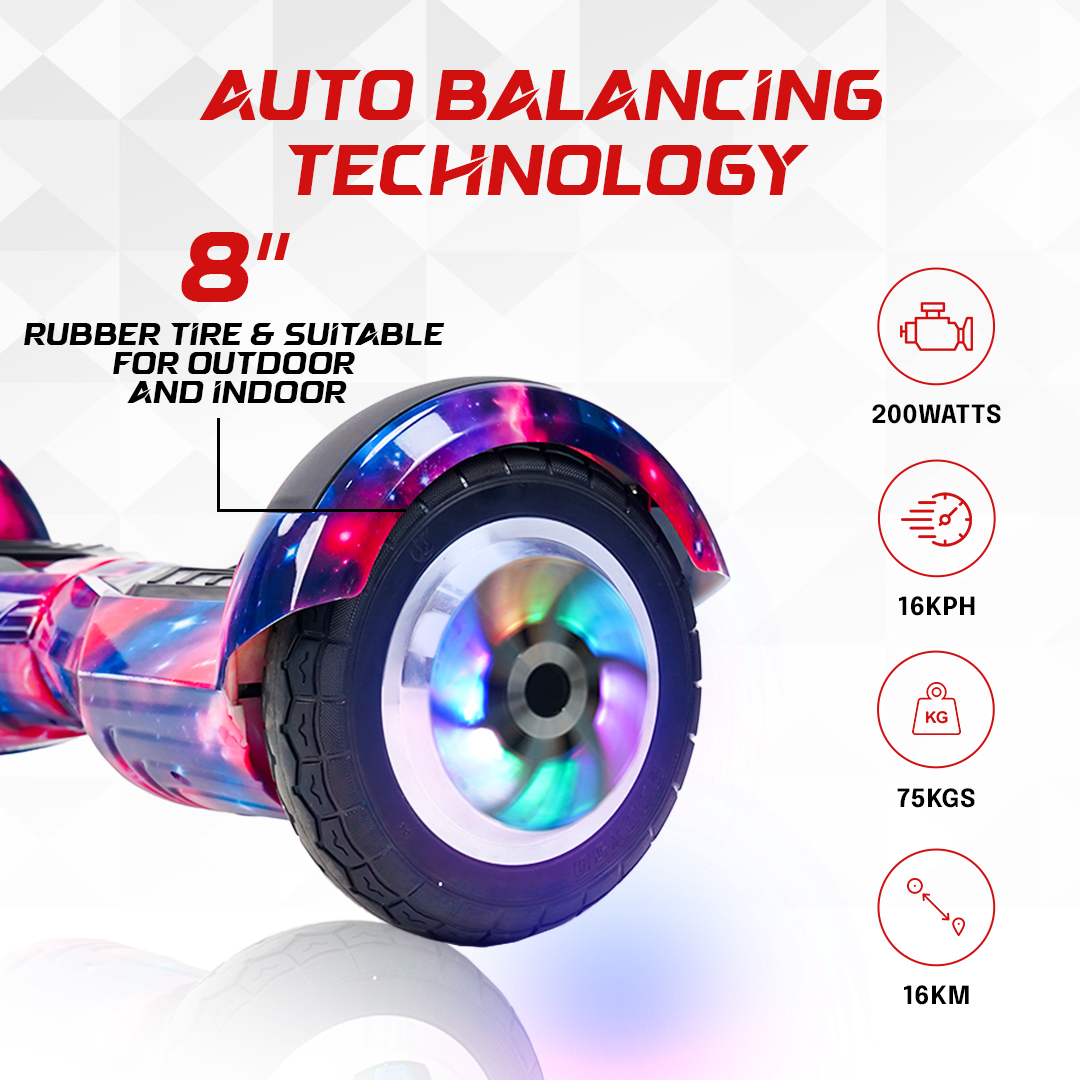 AUTO BALANCING
TECHNOLOGY
8"
RUBBER TIRE & SUITABLE
FOR OUTDOOR
AND INDOOR
200WATTS
16KPH
KG
75KGS
16KM